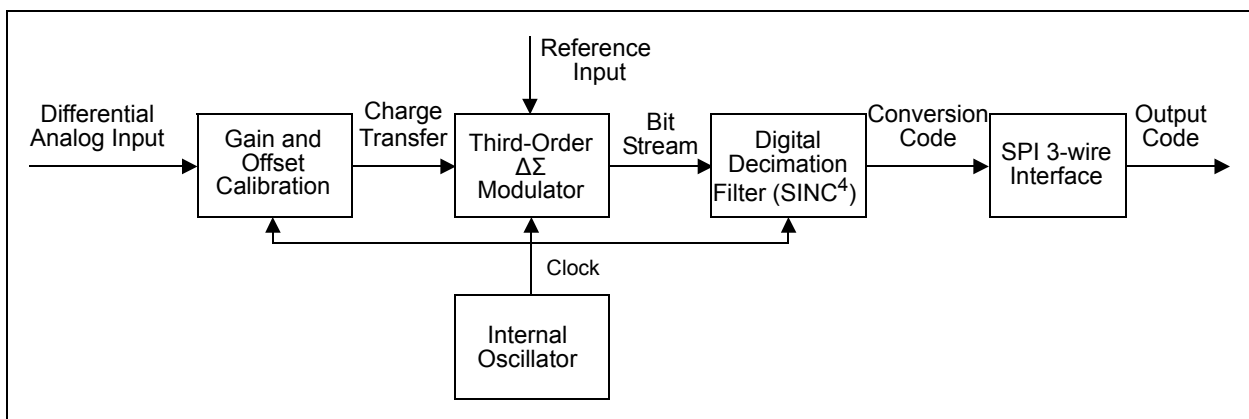 Reference
Input
Differential
Analog Input
Gain and
Offset
Calibration
Charge
Transfer
Third-Order
ΔΣ
Modulator
Bit
Stream
Digital
Decimation
Filter (SINC⁴)
Conversion
Code
SPI 3-wire
Interface
Output
Code
Clock
Internal
Oscillator